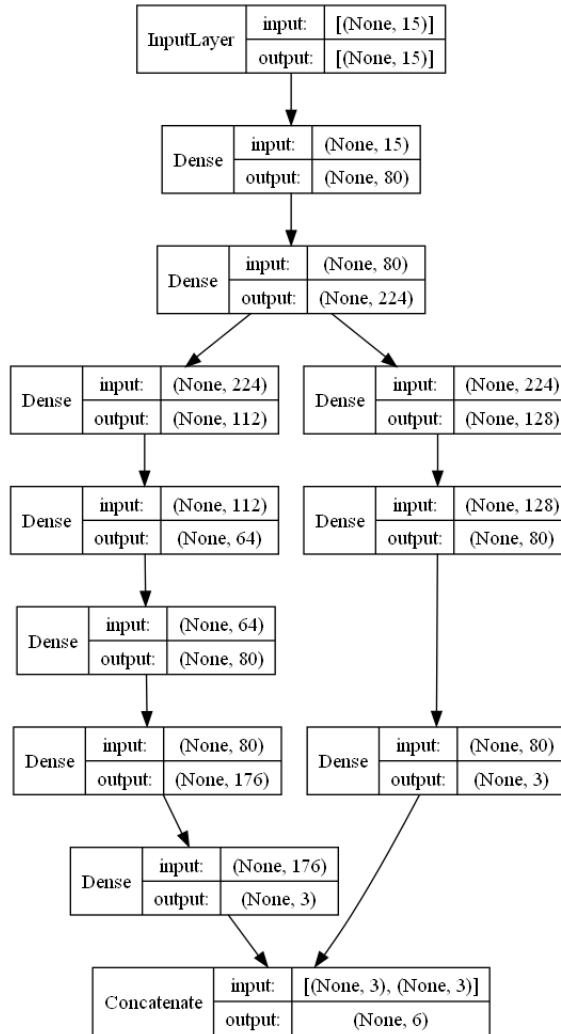 InputLayer input: [(None, 15)]
output: [(None, 15)]
Dense input: (None, 15)
output: (None, 80)
Dense input: (None, 80)
output: (None, 224)
Dense input: (None, 224)
output: (None, 112)
Dense input: (None, 224)
output: (None, 128)
Dense input: (None, 112)
output: (None, 64)
Dense input: (None, 128)
output: (None, 80)
Dense input: (None, 64)
output: (None, 80)
Dense input: (None, 80)
output: (None, 176)
Dense input: (None, 80)
output: (None, 3)
Dense input: (None, 176)
output: (None, 3)
Concatenate input: [(None, 3), (None, 3)]
output: (None, 6)